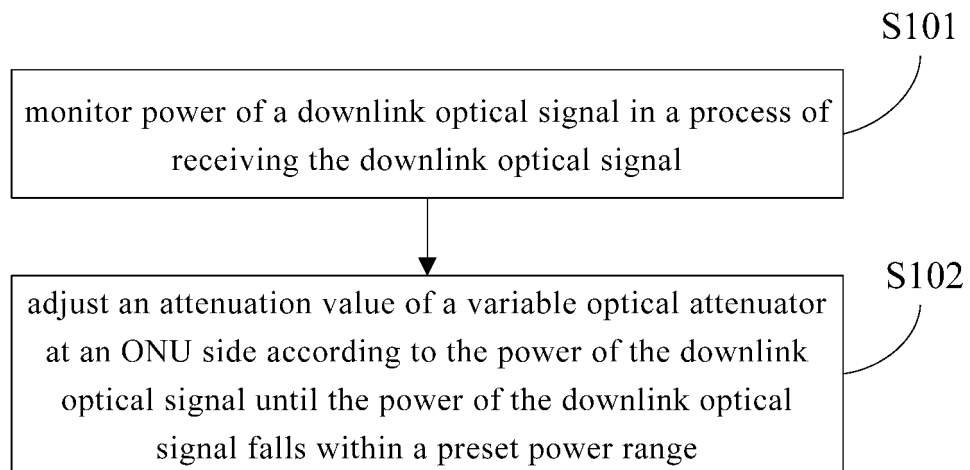 S101
monitor power of a downlink optical signal in a process of
receiving the downlink optical signal
S102
adjust an attenuation value of a variable optical attenuator
at an ONU side according to the power of the downlink
optical signal until the power of the downlink optical
signal falls within a preset power range